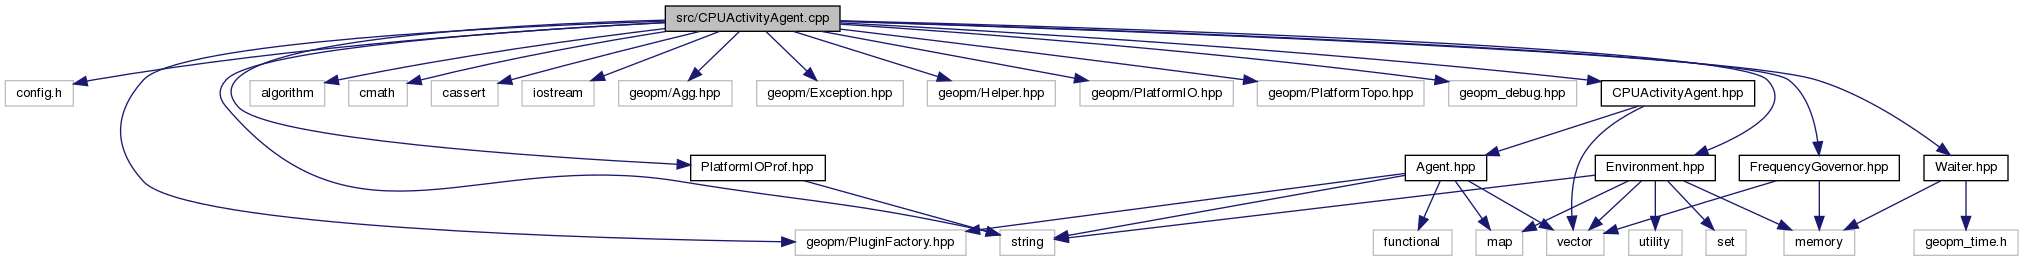 src/CPUActivityAgent.cpp
config.h
algorithm
cmath
cassert
iostream
geopm/Agg.hpp
geopm/Exception.hpp
geopm/Helper.hpp
geopm/PlatformIO.hpp
geopm/PlatformTopo.hpp
geopm_debug.hpp
CPUActivityAgent.hpp
PlatformIOProf.hpp
Agent.hpp
Environment.hpp
FrequencyGovernor.hpp
Waiter.hpp
geopm/PluginFactory.hpp
string
functional
map
vector
utility
set
memory
geopm_time.h